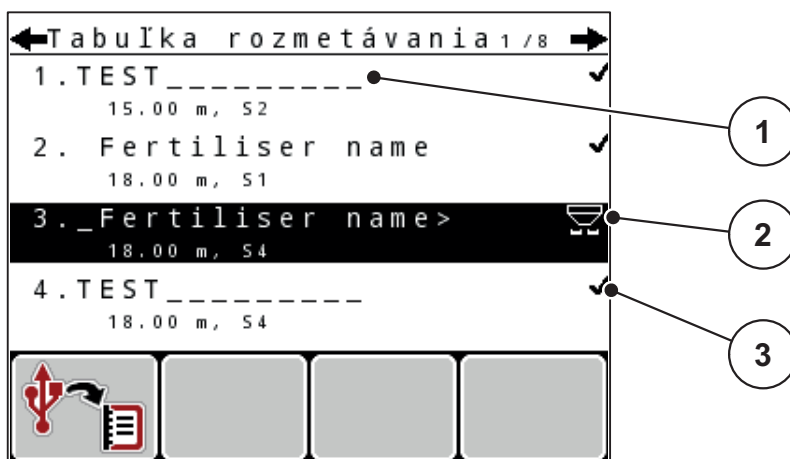 Tabuľka rozmetávania 1/8
1.TEST_________
15.00 m, S2
2. Fertiliser name
18.00 m, S1
3._Fertiliser name>
18.00 m, S4
4.TEST_________
18.00 m, S4
1
2
3